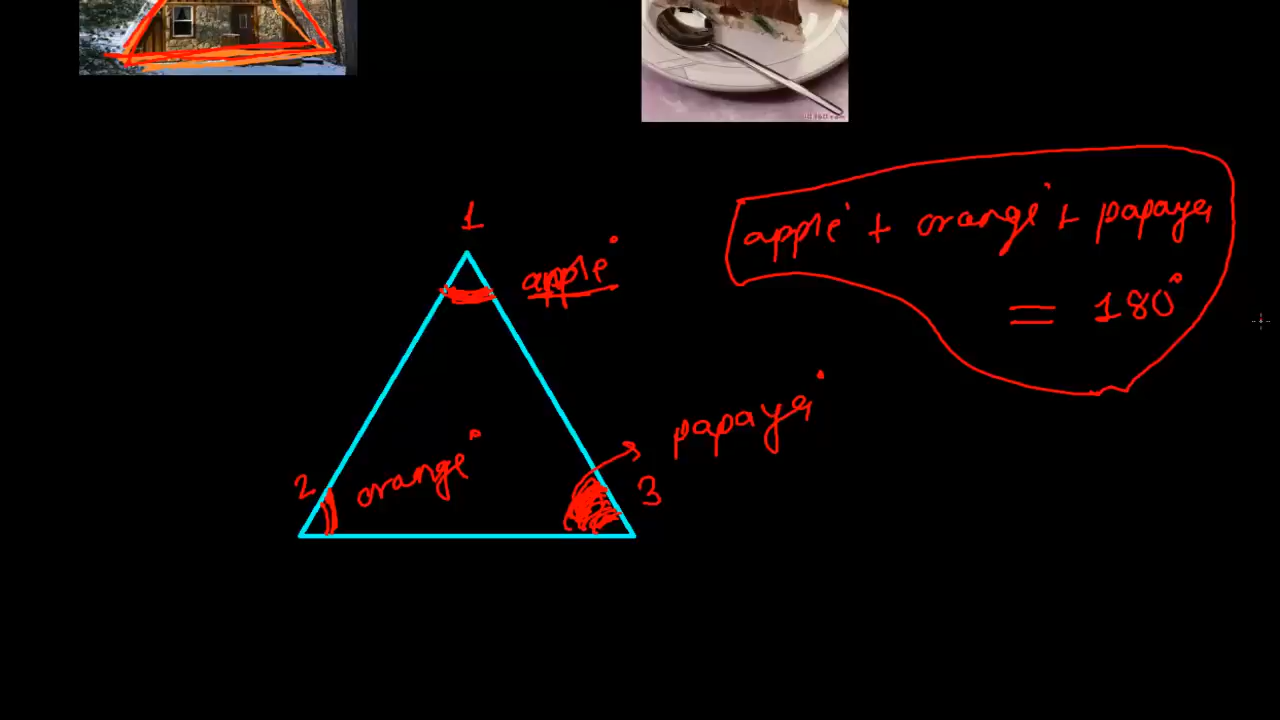 1
apple°
apple° + orange° + papaya
= 180°
papaya°
2
orange°
3